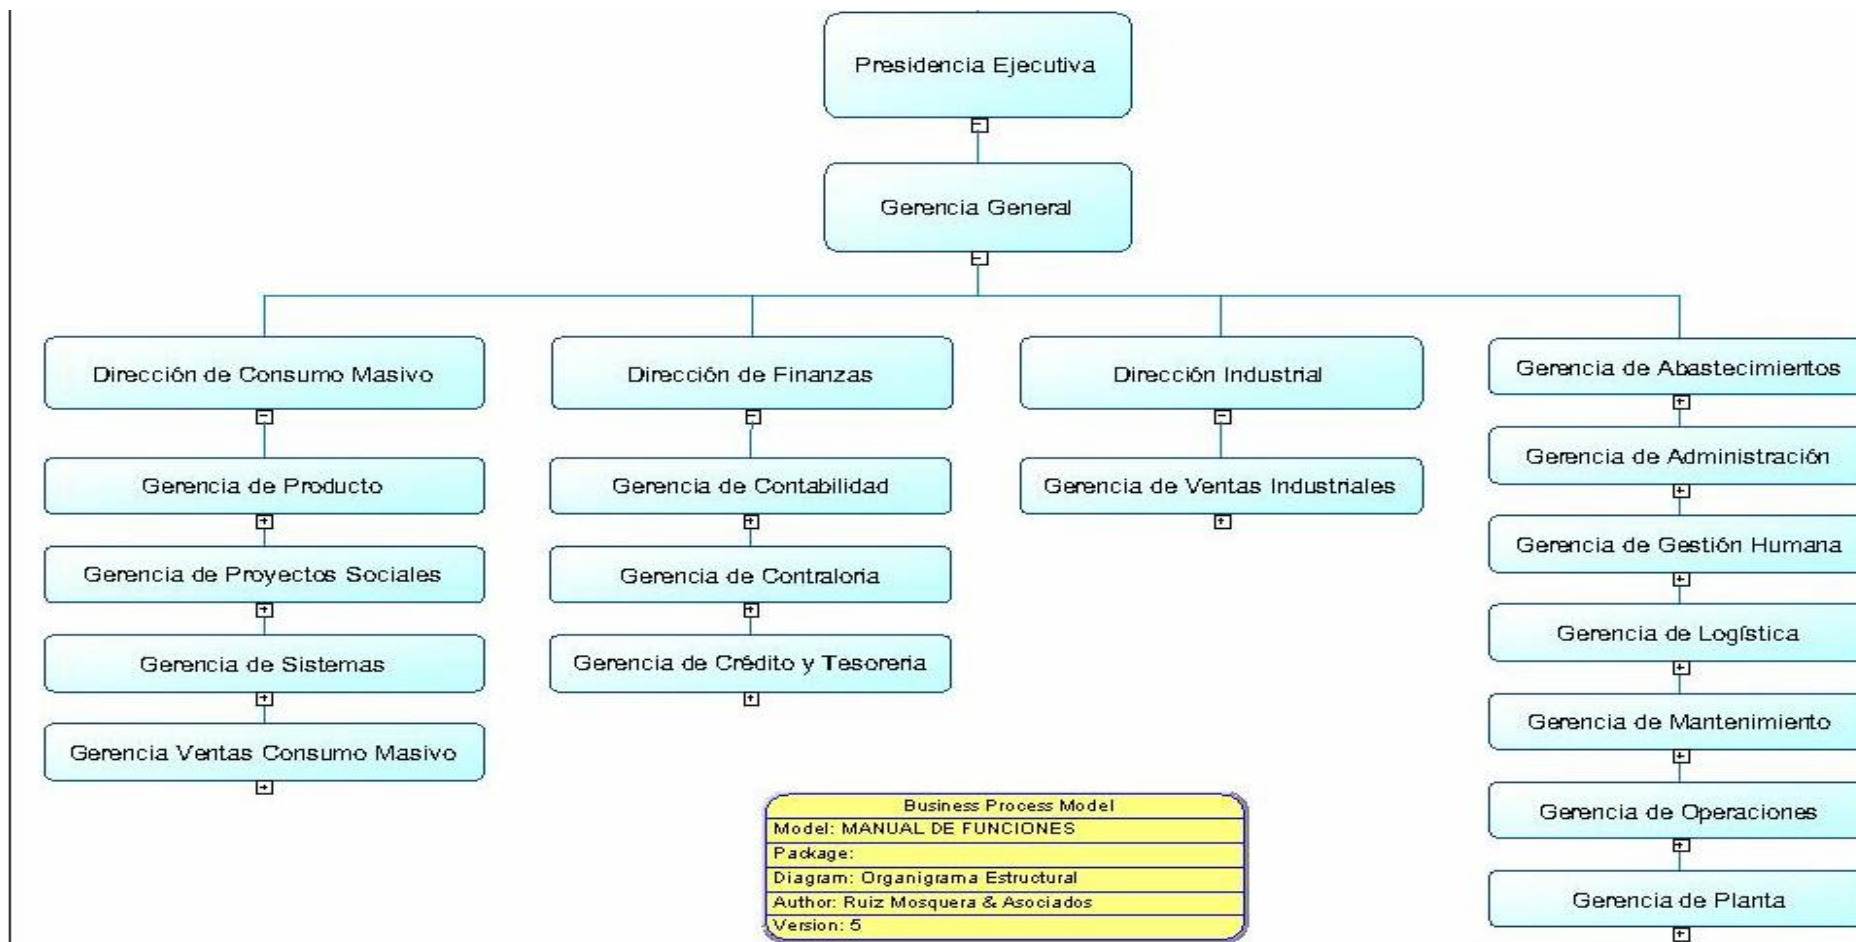 Presidencia Ejecutiva
Gerencia General
Dirección de Consumo Masivo
Gerencia de Producto
Gerencia de Proyectos Sociales
Gerencia de Sistemas
Gerencia Ventas Consumo Masivo
Dirección de Finanzas
Gerencia de Contabilidad
Gerencia de Contraloria
Gerencia de Crédito y Tesoreria
Dirección Industrial
Gerencia de Ventas Industriales
Gerencia de Abastecimientos
Gerencia de Administración
Gerencia de Gestión Humana
Gerencia de Logística
Gerencia de Mantenimiento
Gerencia de Operaciones
Gerencia de Planta
Business Process Model
Model: MANUAL DE FUNCIONES
Package:
Diagram: Organigrama Estructural
Author: Ruiz Mosquera & Asociados
Version: 5